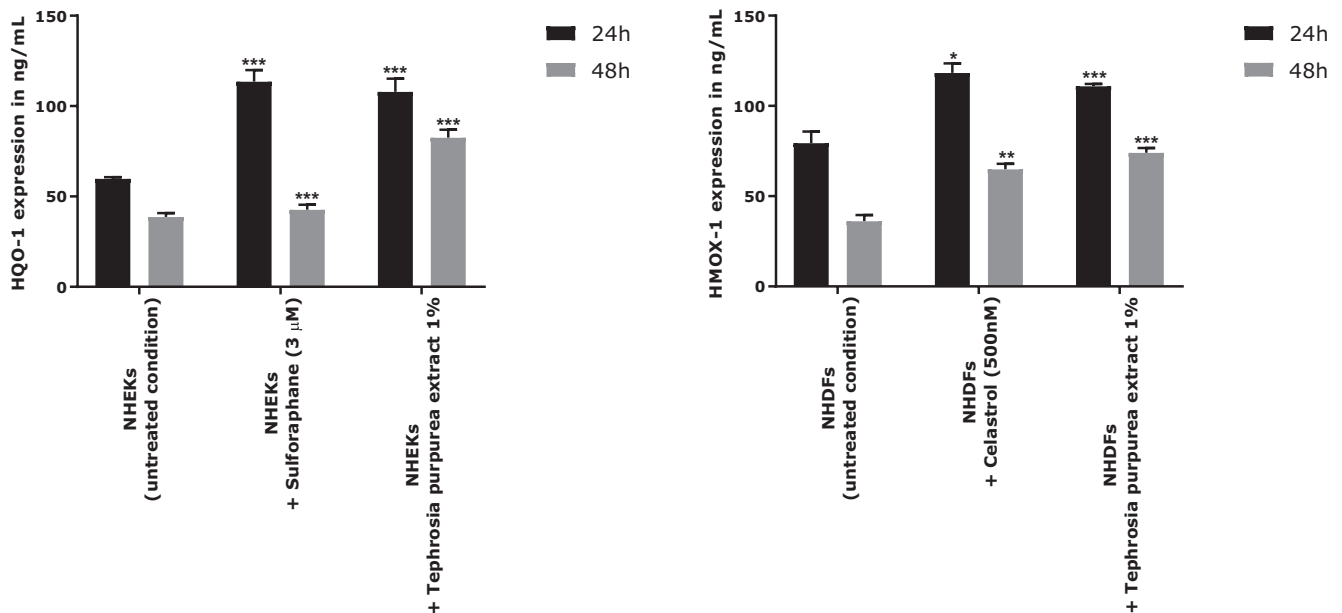 HQO-1 expression in ng/mL
150
100
50
0
***
***
***
***
24h
48h
NHEKs
(untreated condition)
NHEKs
+ Sulforaphane (3 μM)
NHEKs
+ Tephrosia purpurea extract 1%
HMOX-1 expression in ng/mL
150
100
50
0
*
**
***
***
24h
48h
NHDFs
(untreated condition)
NHDFs
+ Celastrol (500nM)
NHDFs
+ Tephrosia purpurea extract 1%